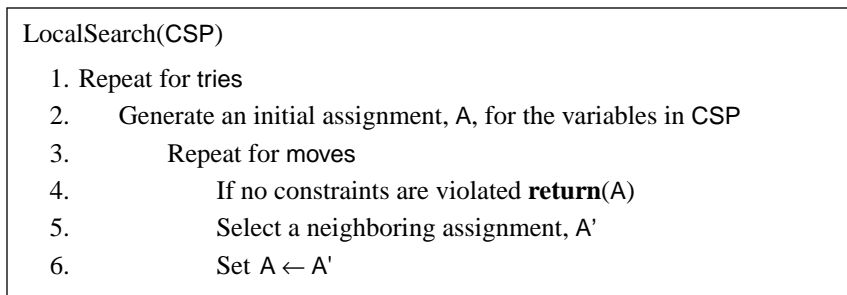 LocalSearch(CSP)
1. Repeat for tries
2. Generate an initial assignment, A, for the variables in CSP
3. Repeat for moves
4. If no constraints are violated return(A)
5. Select a neighboring assignment, A'
6. Set A ← A'